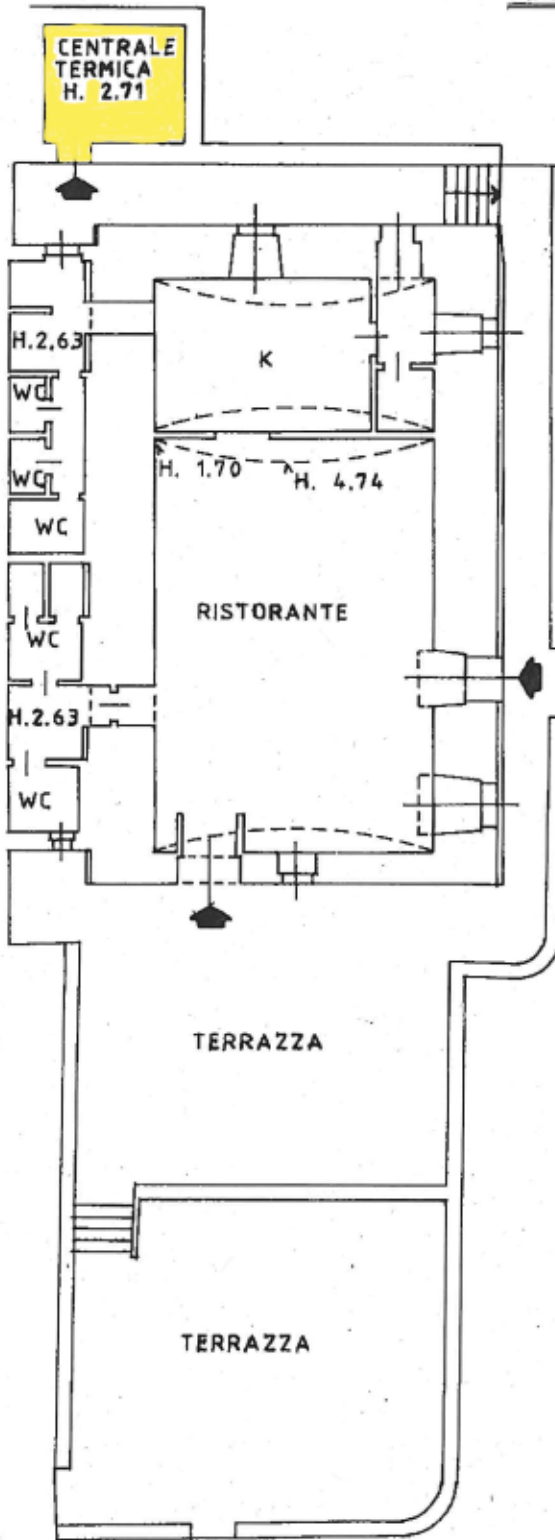 CENTRALE
TERMICA
H. 2.71
H.2.63
K
WC
WC
H. 1.70
H. 4.74
WC
RISTORANTE
WC
H.2.63
WC
TERRAZZA
TERRAZZA